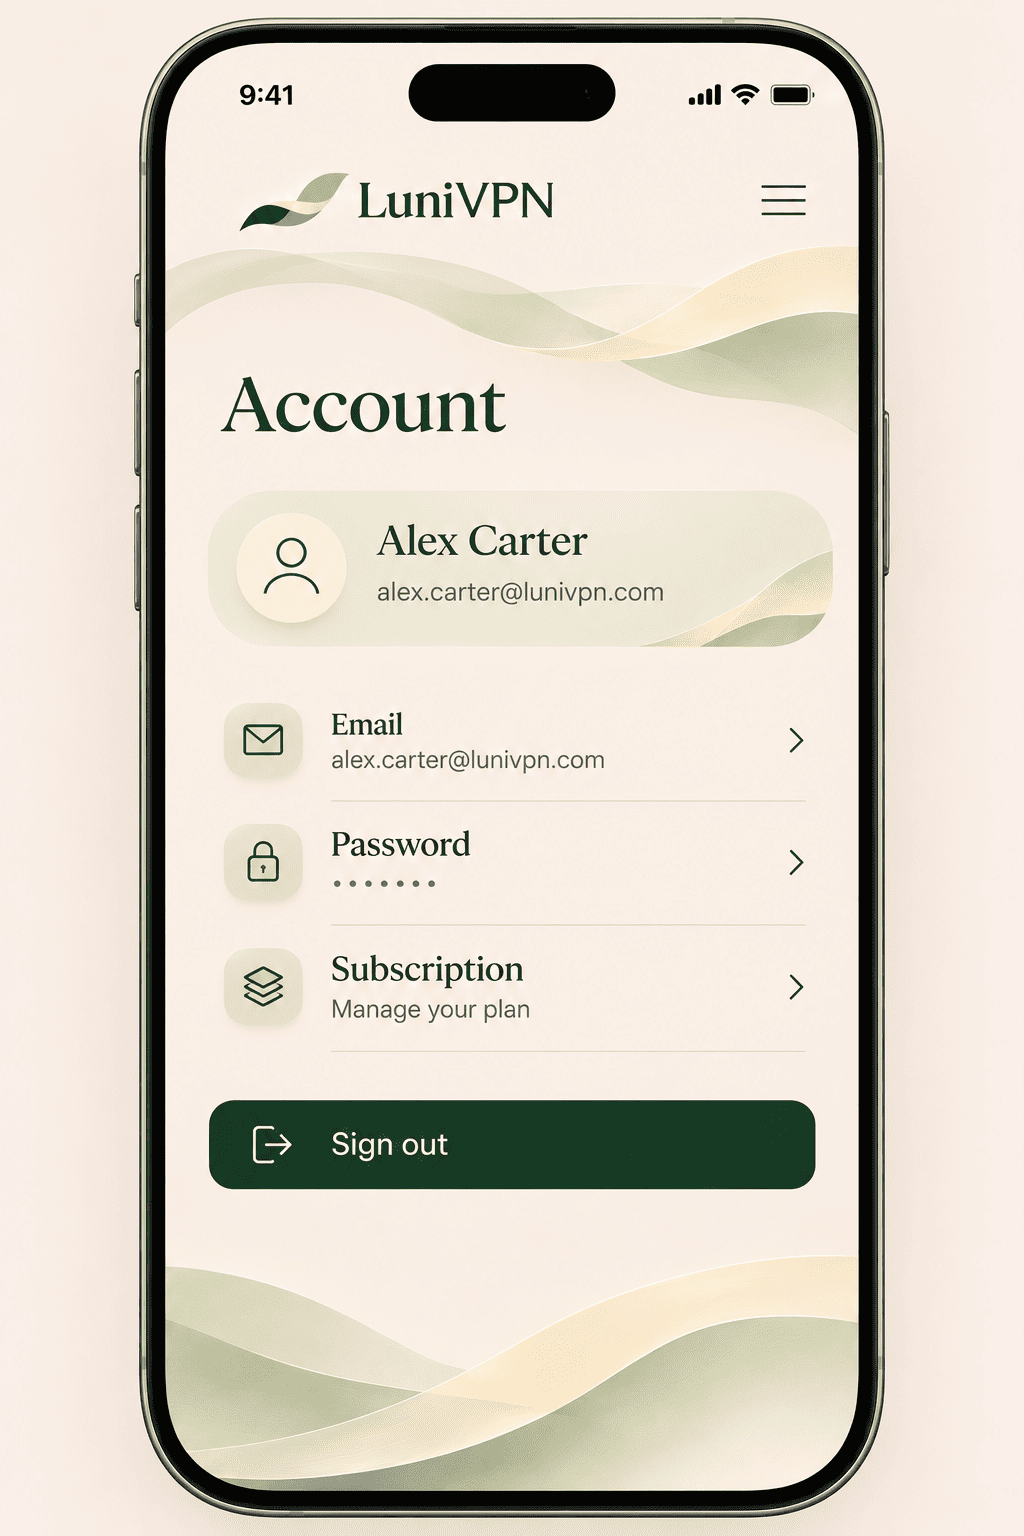 9:41
LuniVPN
Account
Alex Carter
alex.carter@lunivpn.com
Email
alex.carter@lunivpn.com
Password
•••••••
Subscription
Manage your plan
Sign out